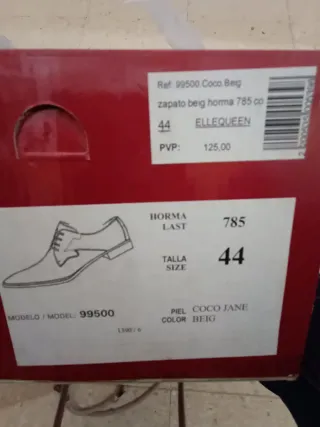 Ref: 99500.Coco.Beig
zapato beig horma 785 co
44 ELLEQUEEN
PVP: 125,00
HORMA LAST 785
TALLA SIZE 44
MODELO / MODEL: 99500
PIEL COLOR COCO JANE BEIG